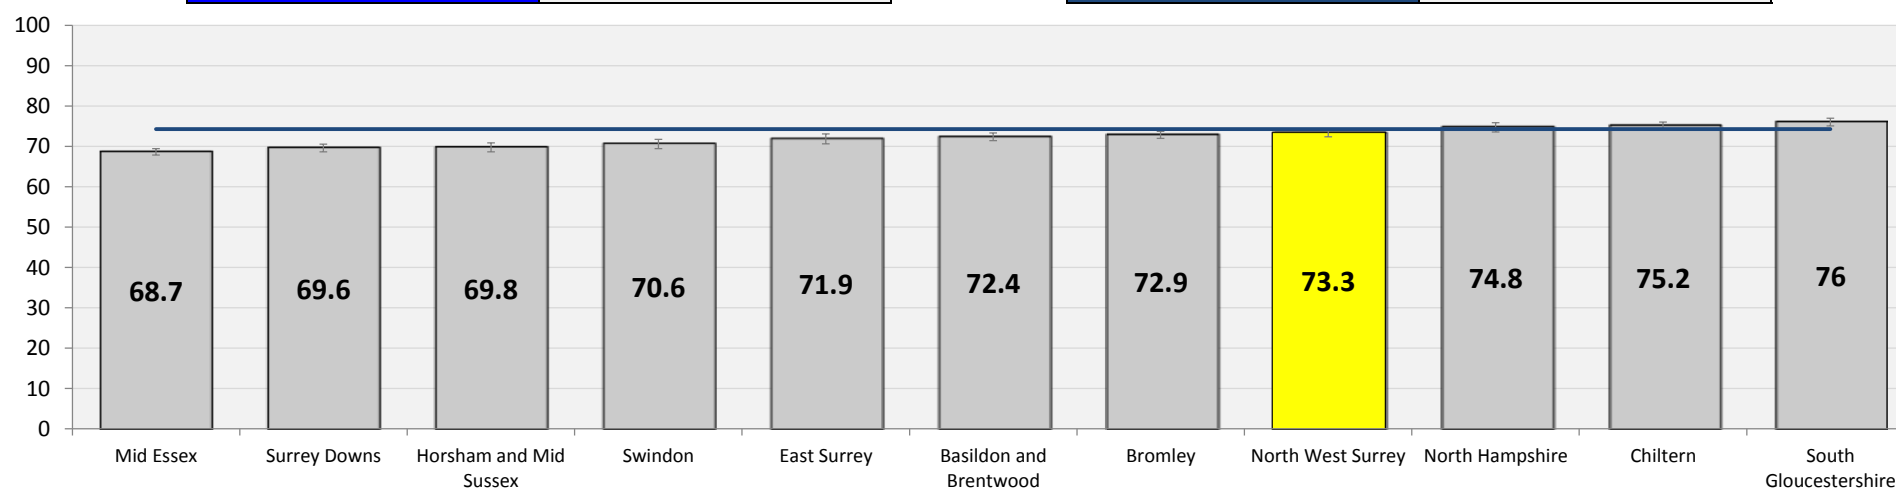 100
90
80
70
60
50
40
30
20
10
0
68.7
69.6
69.8
70.6
71.9
72.4
72.9
73.3
74.8
75.2
76
Mid Essex
Surrey Downs
Horsham and Mid
Sussex
Swindon
East Surrey
Basildon and
Brentwood
Bromley
North West Surrey
North Hampshire
Chiltern
South
Gloucestershire